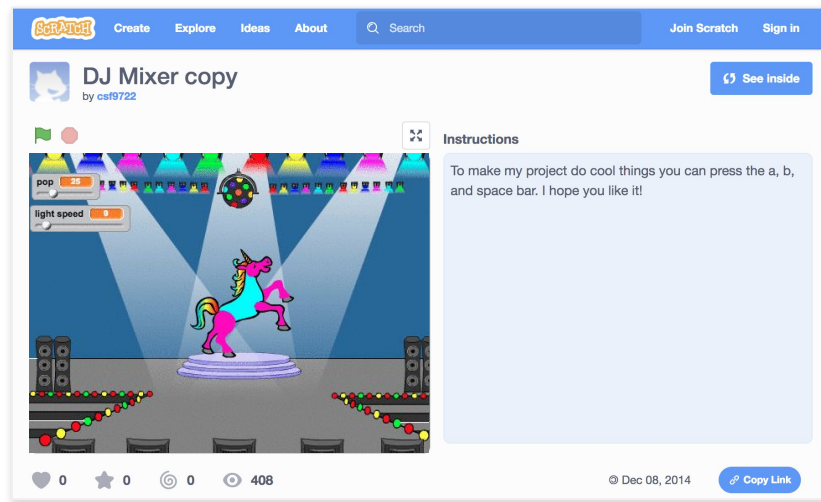 SCRATCH Create Explore Ideas About Search Join Scratch Sign in
DJ Mixer copy
by csf9722
See inside
Instructions
To make my project do cool things you can press the a, b,
and space bar. I hope you like it!
pop 25
light speed 9
0 0 0 408
© Dec 08, 2014
Copy Link